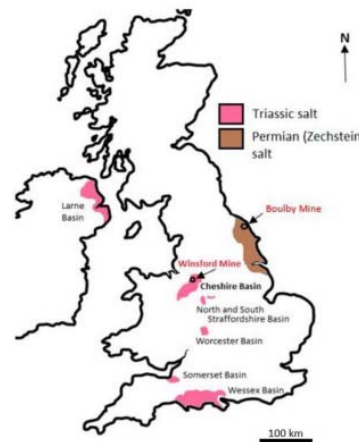 N
Triassic salt
Permian (Zechstein)
salt
Larne
Basin
Boulby Mine
Winsford Mine
Cheshire Basin
North and South
Straffordshire Basin
Worcester Basin
Somerset Basin
Wessex Basin
100 km